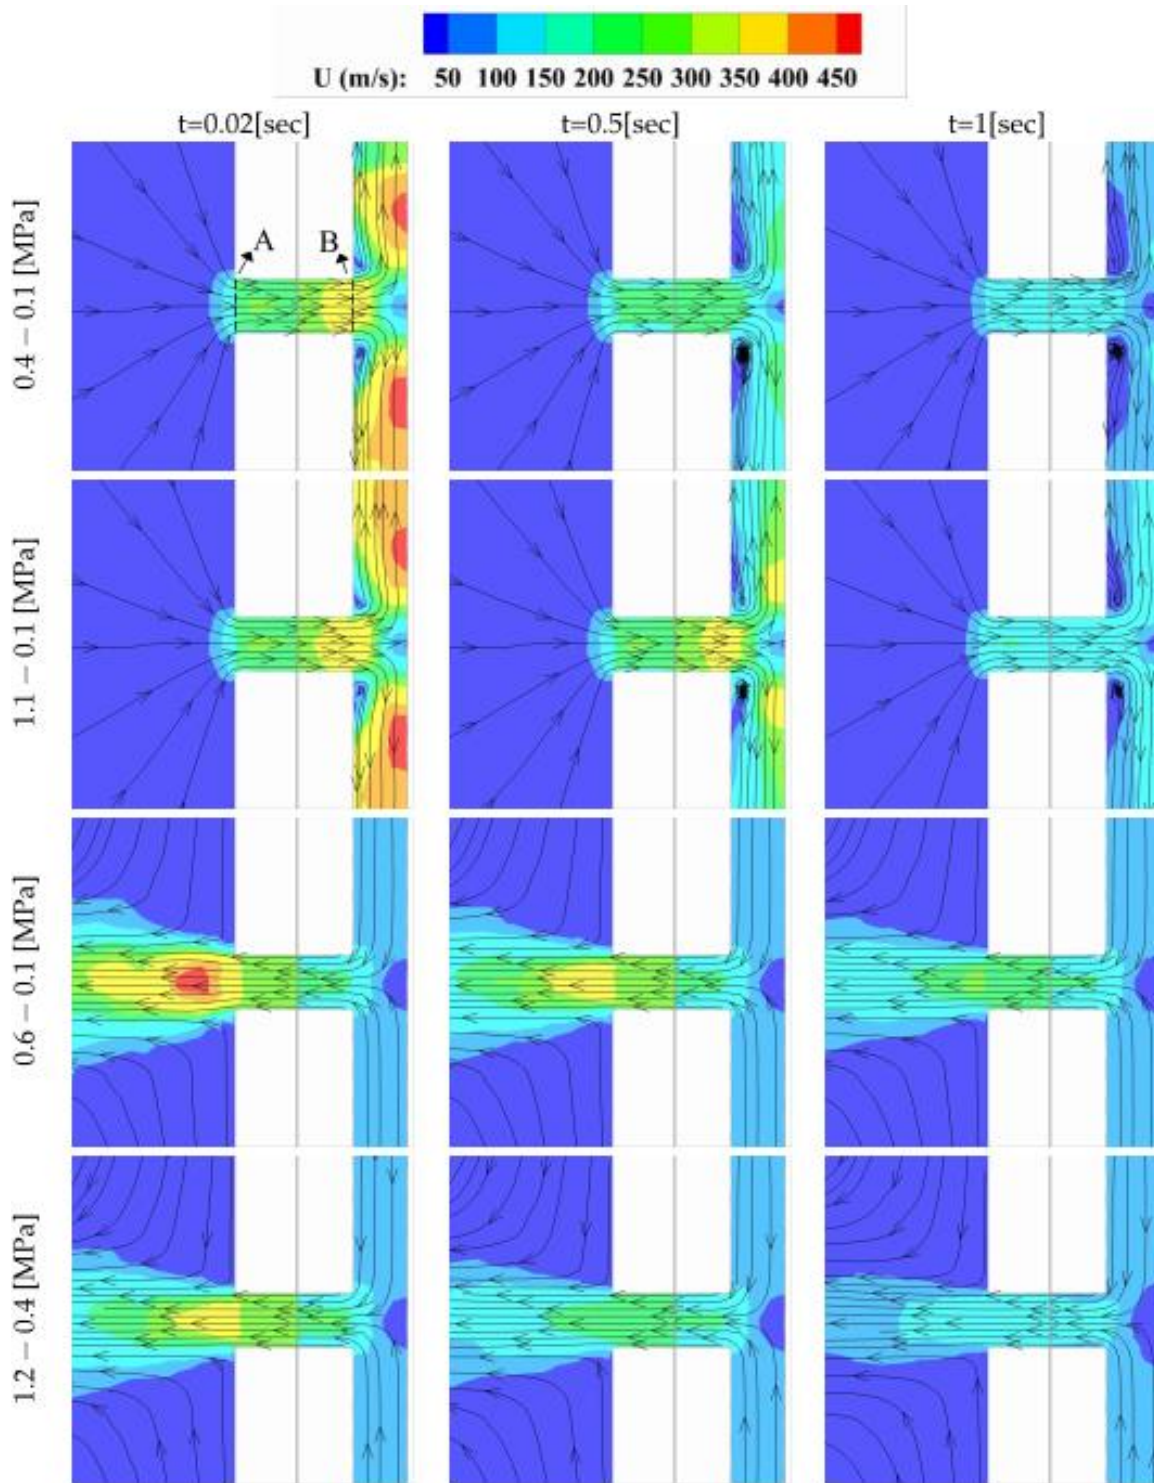 U (m/s): 50 100 150 200 250 300 350 400 450
t=0.02[sec] t=0.5[sec] t=1[sec]
0.4 − 0.1 [MPa]
A B
1.1 − 0.1 [MPa]
0.6 − 0.1 [MPa]
1.2 − 0.4 [MPa]